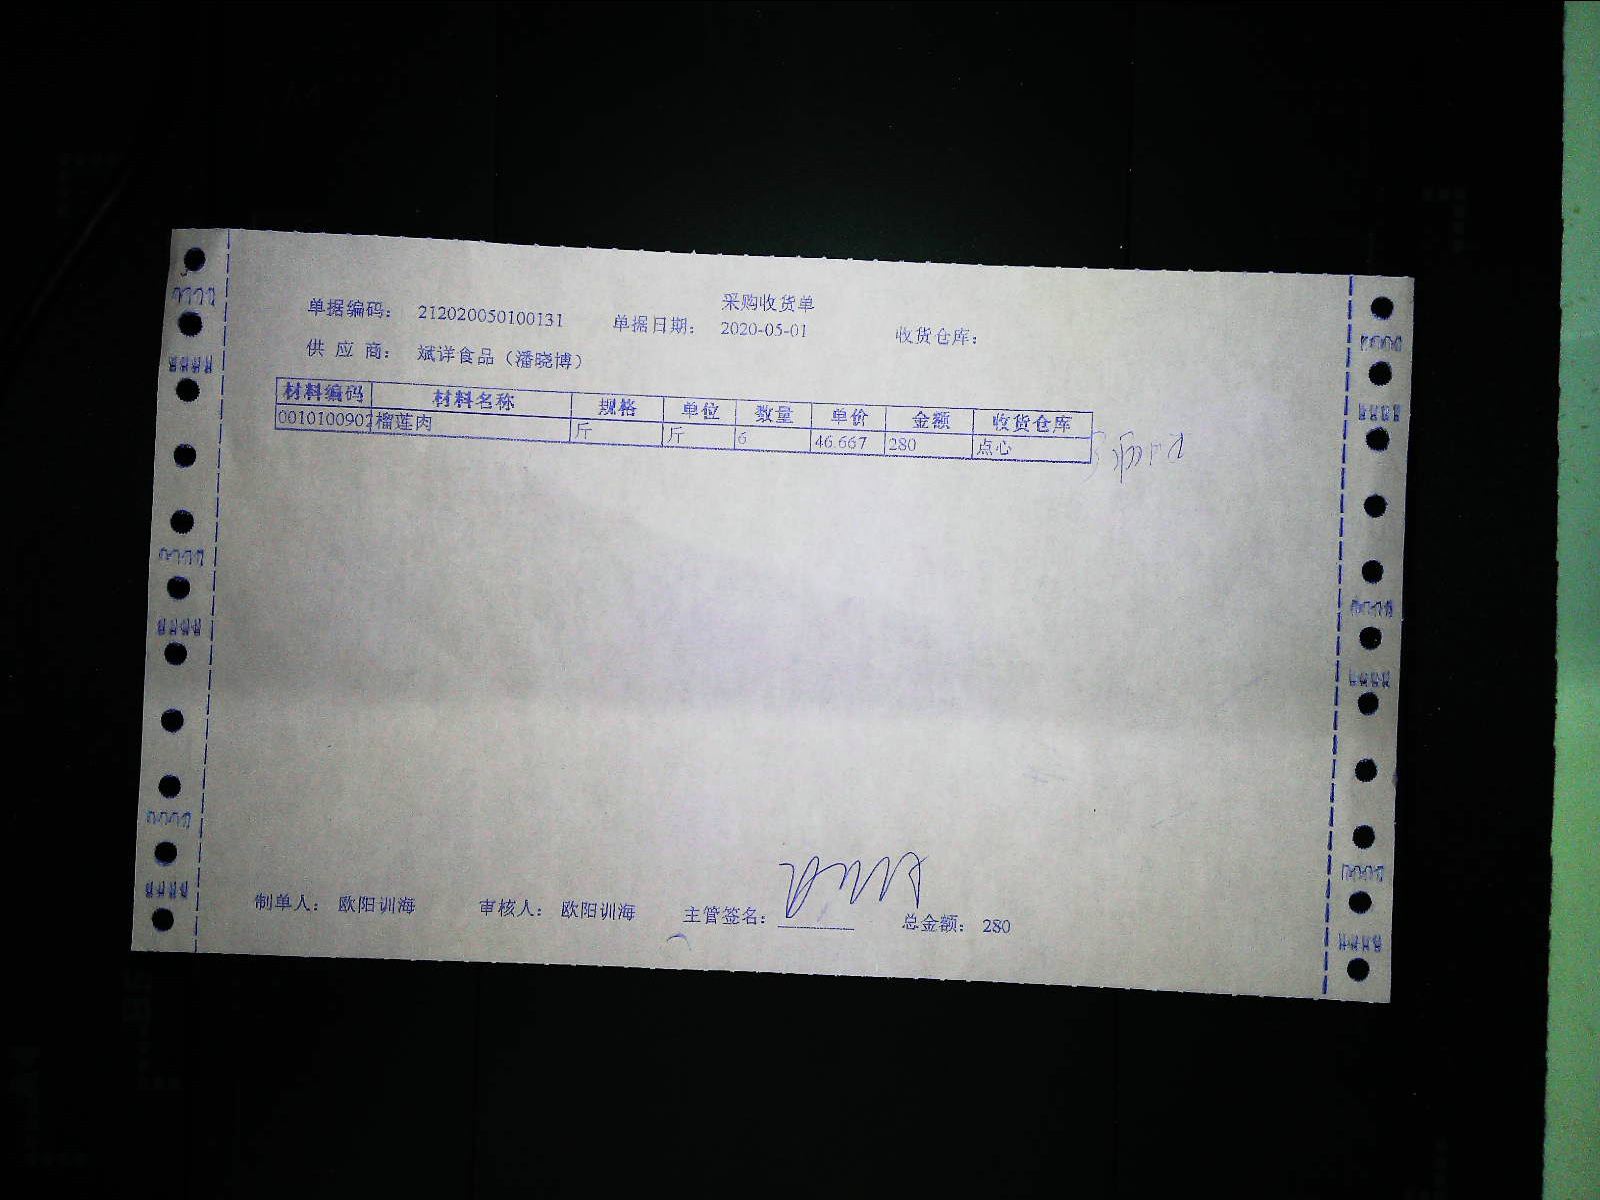 采购收货单
单据编码: 212020050100131 单据日期: 2020-05-01 收货仓库:
供 应 商: 斌详食品（潘晓博）
材料编码 材料名称 规格 单位 数量 单价 金额 收货仓库
0010100902 榴莲肉 斤 斤 6 46.667 280 点心
制单人: 欧阳训海 审核人: 欧阳训海 主管签名: 总金额: 280